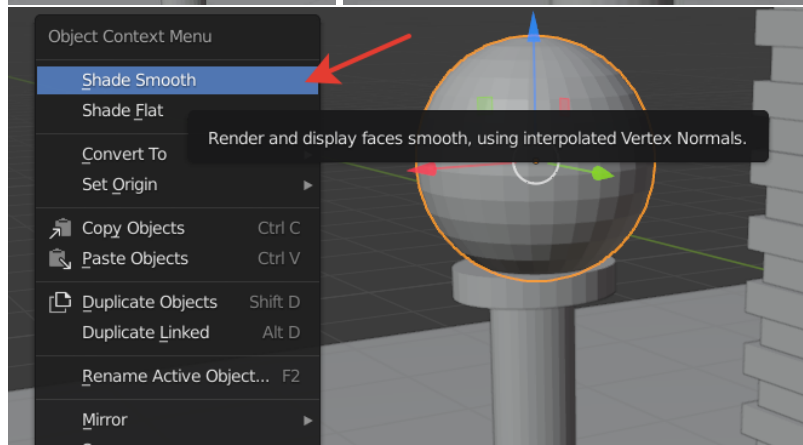 Object Context Menu
Shade Smooth
Shade Flat
Render and display faces smooth, using interpolated Vertex Normals.
Convert To
Set Origin
Copy Objects Ctrl C
Paste Objects Ctrl V
Duplicate Objects Shift D
Duplicate Linked Alt D
Rename Active Object... F2
Mirror